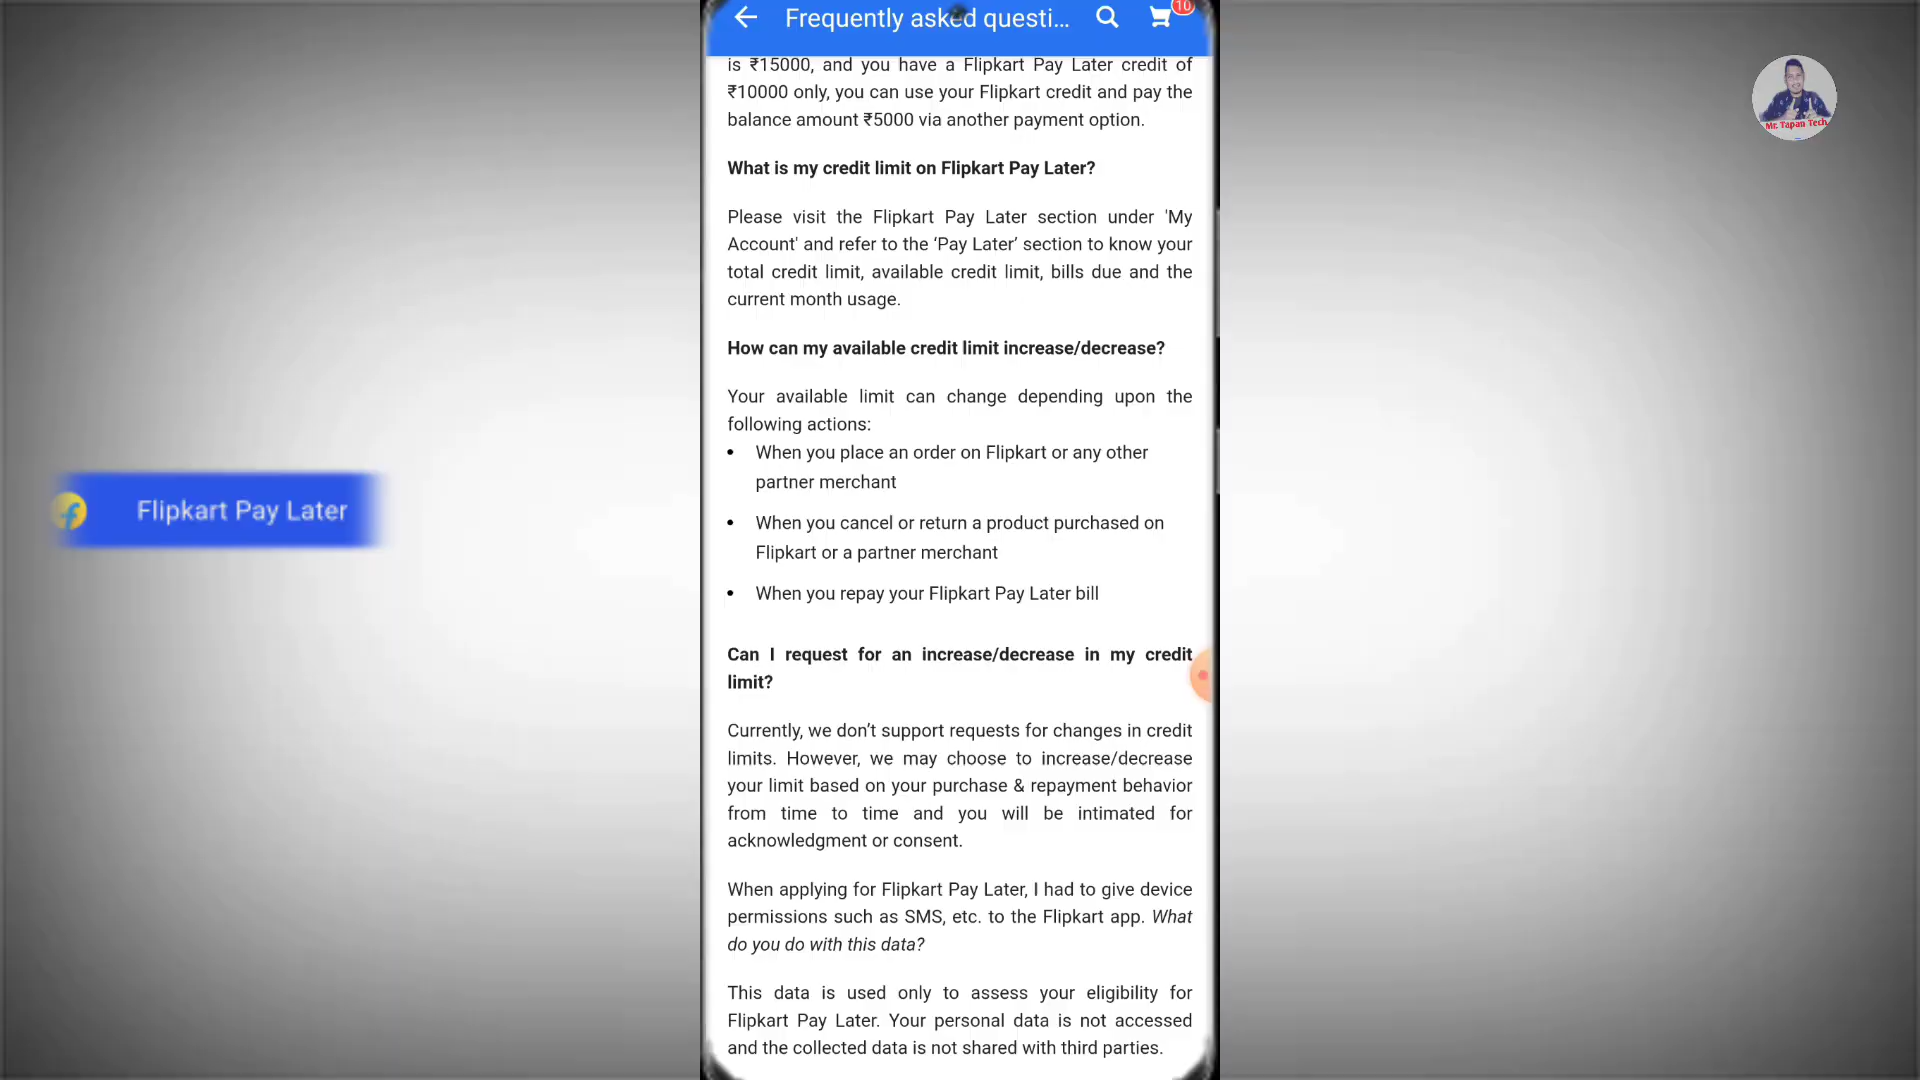 Frequently asked questi...
10
is ₹15000, and you have a Flipkart Pay Later credit of
₹10000 only, you can use your Flipkart credit and pay the
balance amount ₹5000 via another payment option.
What is my credit limit on Flipkart Pay Later?
Please visit the Flipkart Pay Later section under 'My
Account' and refer to the ‘Pay Later’ section to know your
total credit limit, available credit limit, bills due and the
current month usage.
How can my available credit limit increase/decrease?
Your available limit can change depending upon the
following actions:
• When you place an order on Flipkart or any other
partner merchant
• When you cancel or return a product purchased on
Flipkart or a partner merchant
• When you repay your Flipkart Pay Later bill
Can I request for an increase/decrease in my credit
limit?
Currently, we don’t support requests for changes in credit
limits. However, we may choose to increase/decrease
your limit based on your purchase & repayment behavior
from time to time and you will be intimated for
acknowledgment or consent.
When applying for Flipkart Pay Later, I had to give device
permissions such as SMS, etc. to the Flipkart app. What
do you do with this data?
This data is used only to assess your eligibility for
Flipkart Pay Later. Your personal data is not accessed
and the collected data is not shared with third parties.
f Flipkart Pay Later
Mr. Tapan Tech